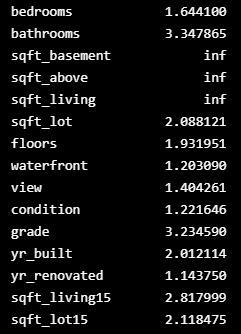 bedrooms 1.644100
bathrooms 3.347865
sqft_basement inf
sqft_above inf
sqft_living inf
sqft_lot 2.088121
floors 1.931951
waterfront 1.203090
view 1.404261
condition 1.221646
grade 3.234590
yr_built 2.012114
yr_renovated 1.143750
sqft_living15 2.817999
sqft_lot15 2.118475